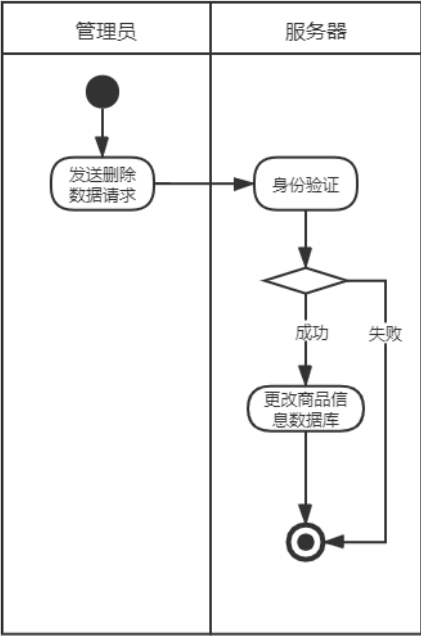 管理员
服务器
发送删除
数据请求
身份验证
成功
失败
更改商品信
息数据库